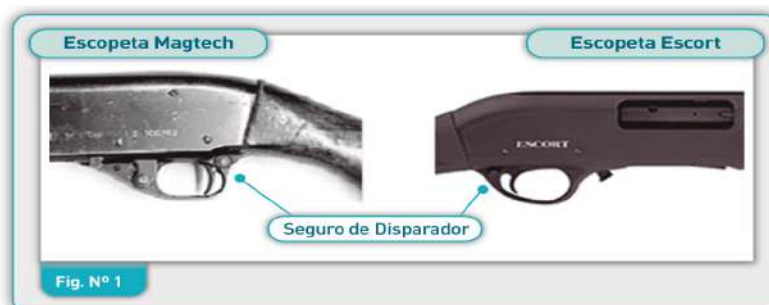 Escopeta Magtech
Escopeta Escort
ESCORT
Seguro de Disparador
Fig. Nº 1